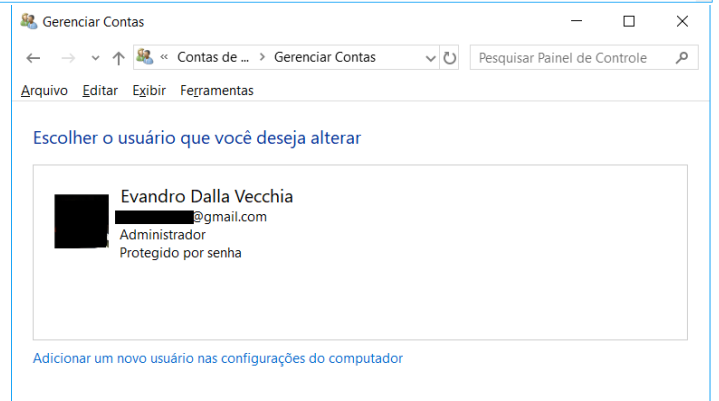 Gerenciar Contas
« Contas de ... > Gerenciar Contas
Pesquisar Painel de Controle
Arquivo Editar Exibir Ferramentas
Escolher o usuário que você deseja alterar
Evandro Dalla Vecchia
@gmail.com
Administrador
Protegido por senha
Adicionar um novo usuário nas configurações do computador